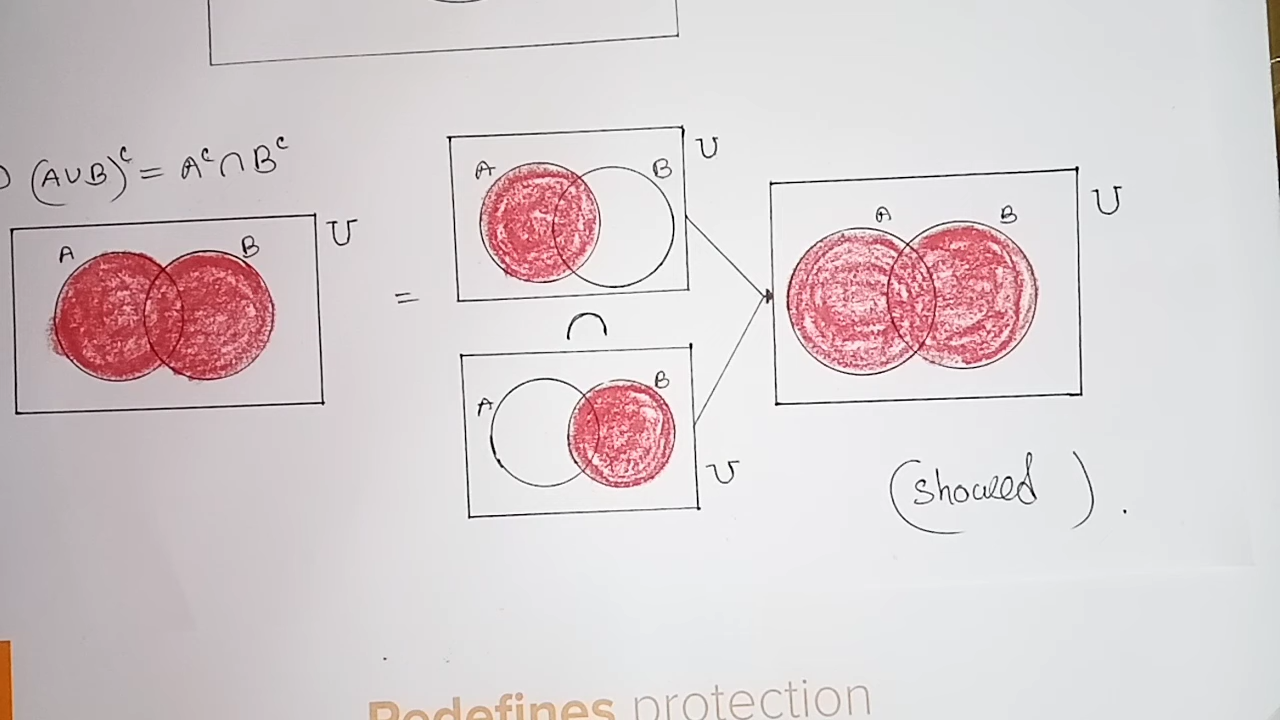 (A∪B)ᶜ = Aᶜ∩Bᶜ
A B U
=
A B U
∩
A B U
A B U
(showed).
Redefines protection